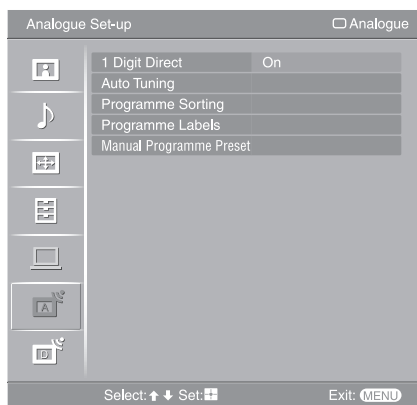 Analogue Set-up Analogue
1 Digit Direct On
Auto Tuning
Programme Sorting
Programme Labels
Manual Programme Preset
A
D
Select: Set: Exit: MENU